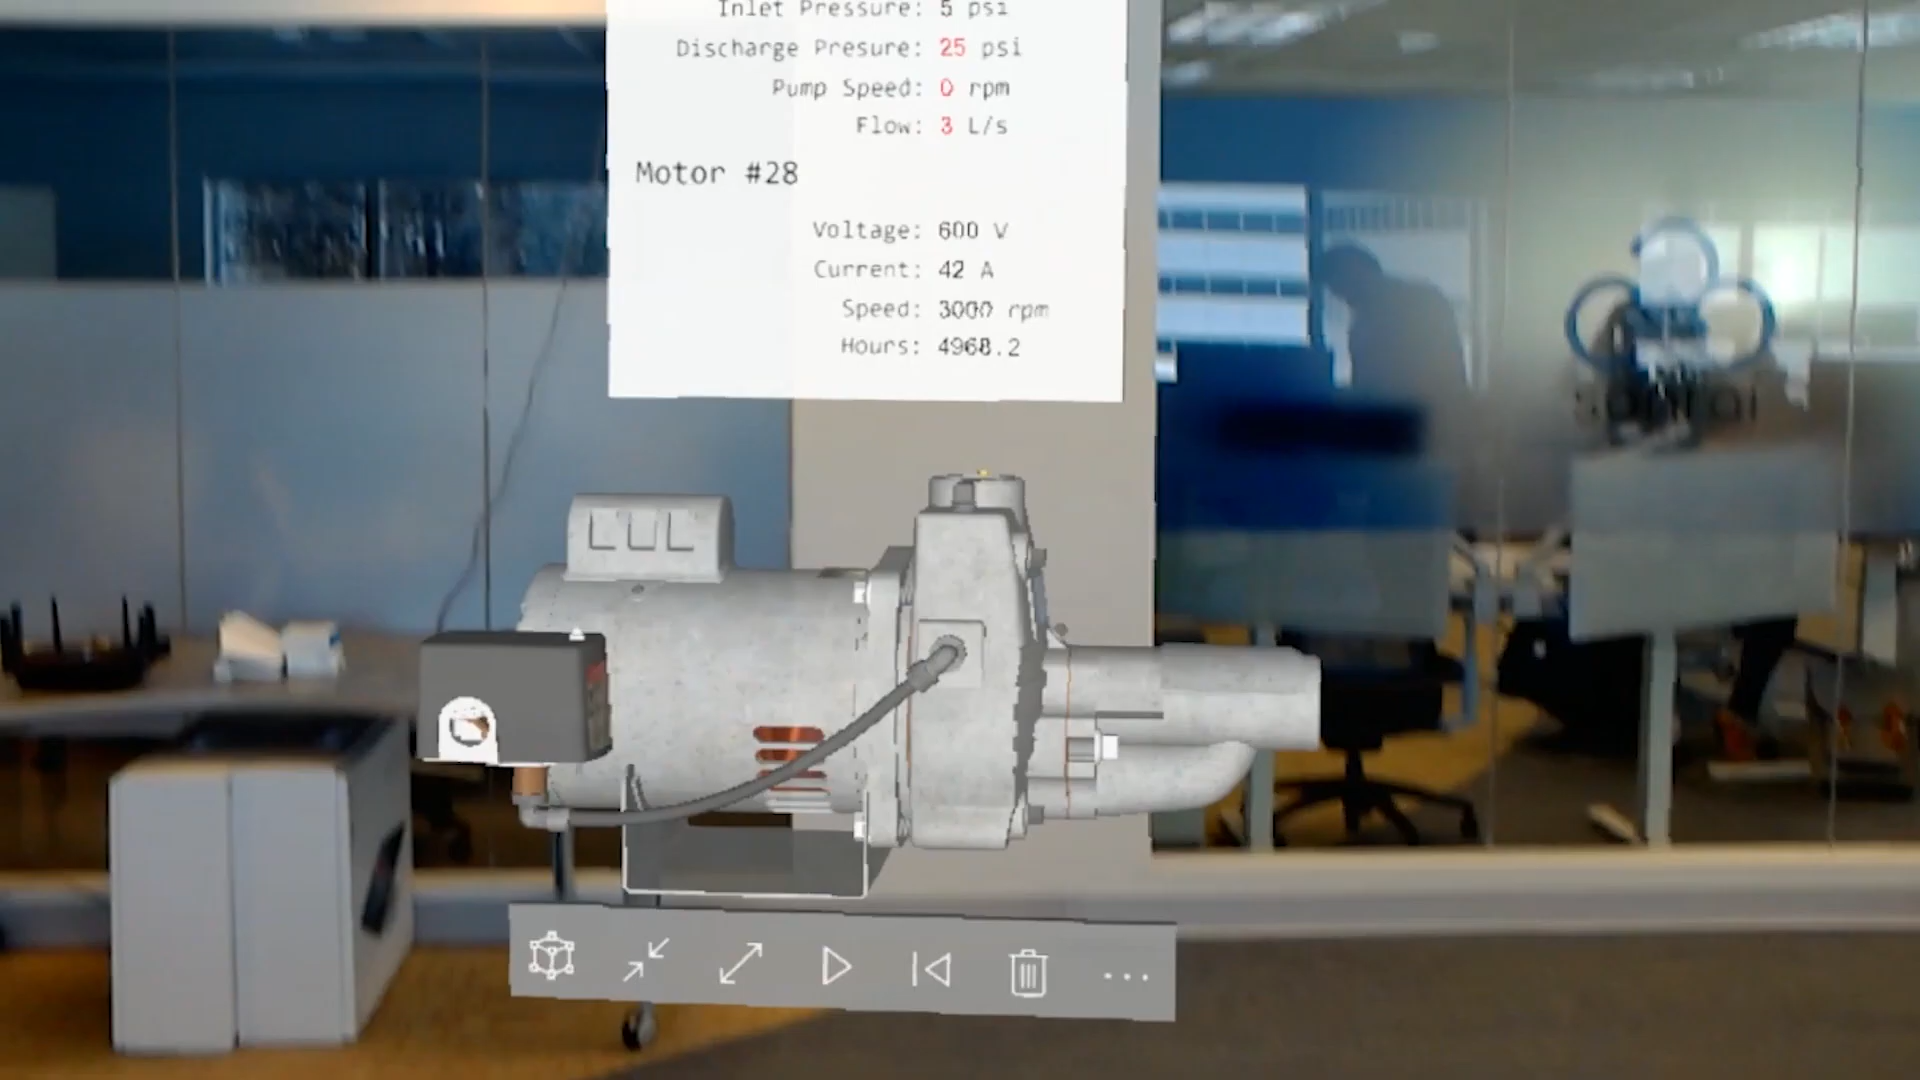 Inlet Pressure: 5 psi
Discharge Presure: 25 psi
Pump Speed: 0 rpm
Flow: 3 L/s
Motor #28
Voltage: 600 V
Current: 42 A
Speed: 3000 rpm
Hours: 4968.2